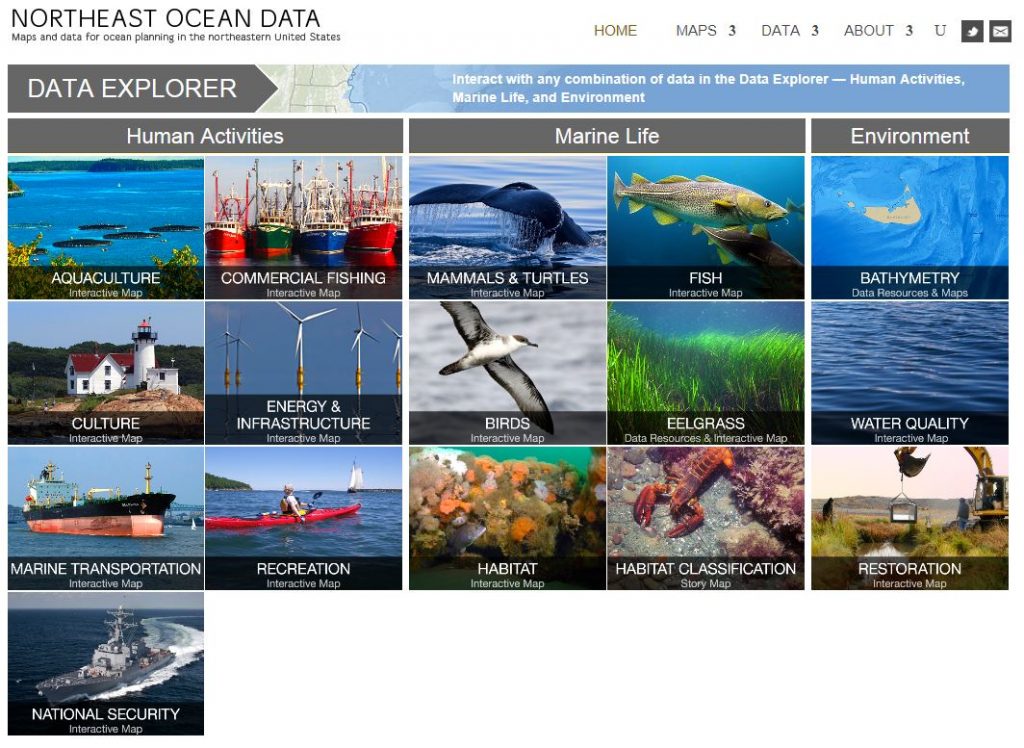 NORTHEAST OCEAN DATA
Maps and data for ocean planning in the northeastern United States
HOME
MAPS 3
DATA 3
ABOUT 3
U
DATA EXPLORER
Interact with any combination of data in the Data Explorer — Human Activities,
Marine Life, and Environment
Human Activities
Marine Life
Environment
AQUACULTURE
Interactive Map
COMMERCIAL FISHING
Interactive Map
MAMMALS & TURTLES
Interactive Map
FISH
Interactive Map
BATHYMETRY
Data Resources & Maps
CULTURE
Interactive Map
ENERGY &
INFRASTRUCTURE
Interactive Map
BIRDS
Interactive Map
EELGRASS
Data Resources & Interactive Map
WATER QUALITY
Interactive Map
MARINE TRANSPORTATION
Interactive Map
RECREATION
Interactive Map
HABITAT
Interactive Map
HABITAT CLASSIFICATION
Story Map
RESTORATION
Interactive Map
NATIONAL SECURITY
Interactive Map